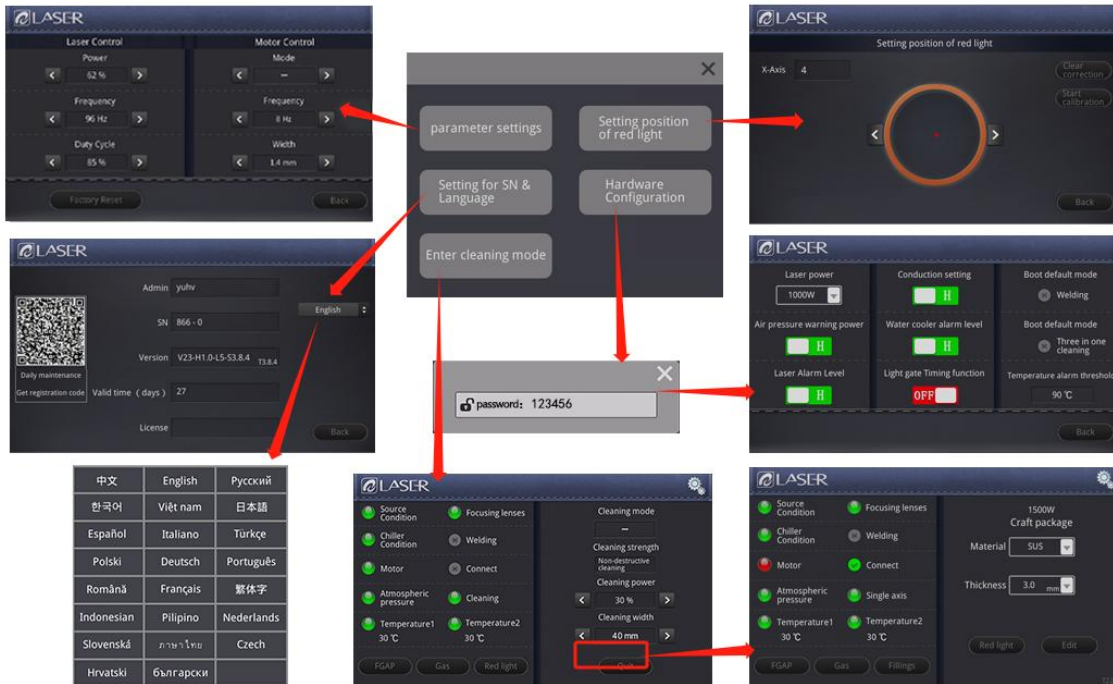 LASER
Laser Control
Motor Control
Power
62 %
Frequency
96 Hz
Duty Cycle
85 %
Mode
—
Frequency
8 Hz
Width
1.4 mm
Factory Reset
Back
parameter settings
Setting position
of red light
Setting for SN &
Language
Hardware
Configuration
Enter cleaning mode
LASER
Setting position of red light
X-Axis 4
Clear
correction
Start
calibration
Back
LASER
Daily maintenance
Get registration code
Admin yuhv
SN 866 - 0
Version V23-H1.0-L5-S3.8.4 T3.8.4
Valid time ( days ) 27
License
English
Back
password: 123456
LASER
Laser power
1000W
Conduction setting
H
Boot default mode
Welding
Air pressure warning power
H
Water cooler alarm level
H
Boot default mode
Three in one
cleaning
Laser Alarm Level
H
Light gate Timing function
OFF
Temperature alarm threshold
90 ℃
Back
中文 English Русский
한국어 Việt nam 日本語
Español Italiano Türkçe
Polski Deutsch Português
Română Français 繁体字
Indonesian Pilipino Nederlands
Slovenská ภาษาไทย Czech
Hrvatski български
LASER
Source
Condition
Focusing lenses
Chiller
Condition
Welding
Motor
Connect
Atmospheric
pressure
Cleaning
Temperature1
30 ℃
Temperature2
30 ℃
FGAP
Gas
Red light
Cleaning mode
—
Cleaning strength
Non-destructive
cleaning
Cleaning power
30 %
Cleaning width
40 mm
Quit
LASER
Source
Condition
Focusing lenses
Chiller
Condition
Welding
Motor
Connect
Atmospheric
pressure
Single axis
Temperature1
30 ℃
Temperature2
30 ℃
FGAP
Gas
Fillings
1500W
Craft package
Material SUS
Thickness 3.0 mm
Red light
Edit